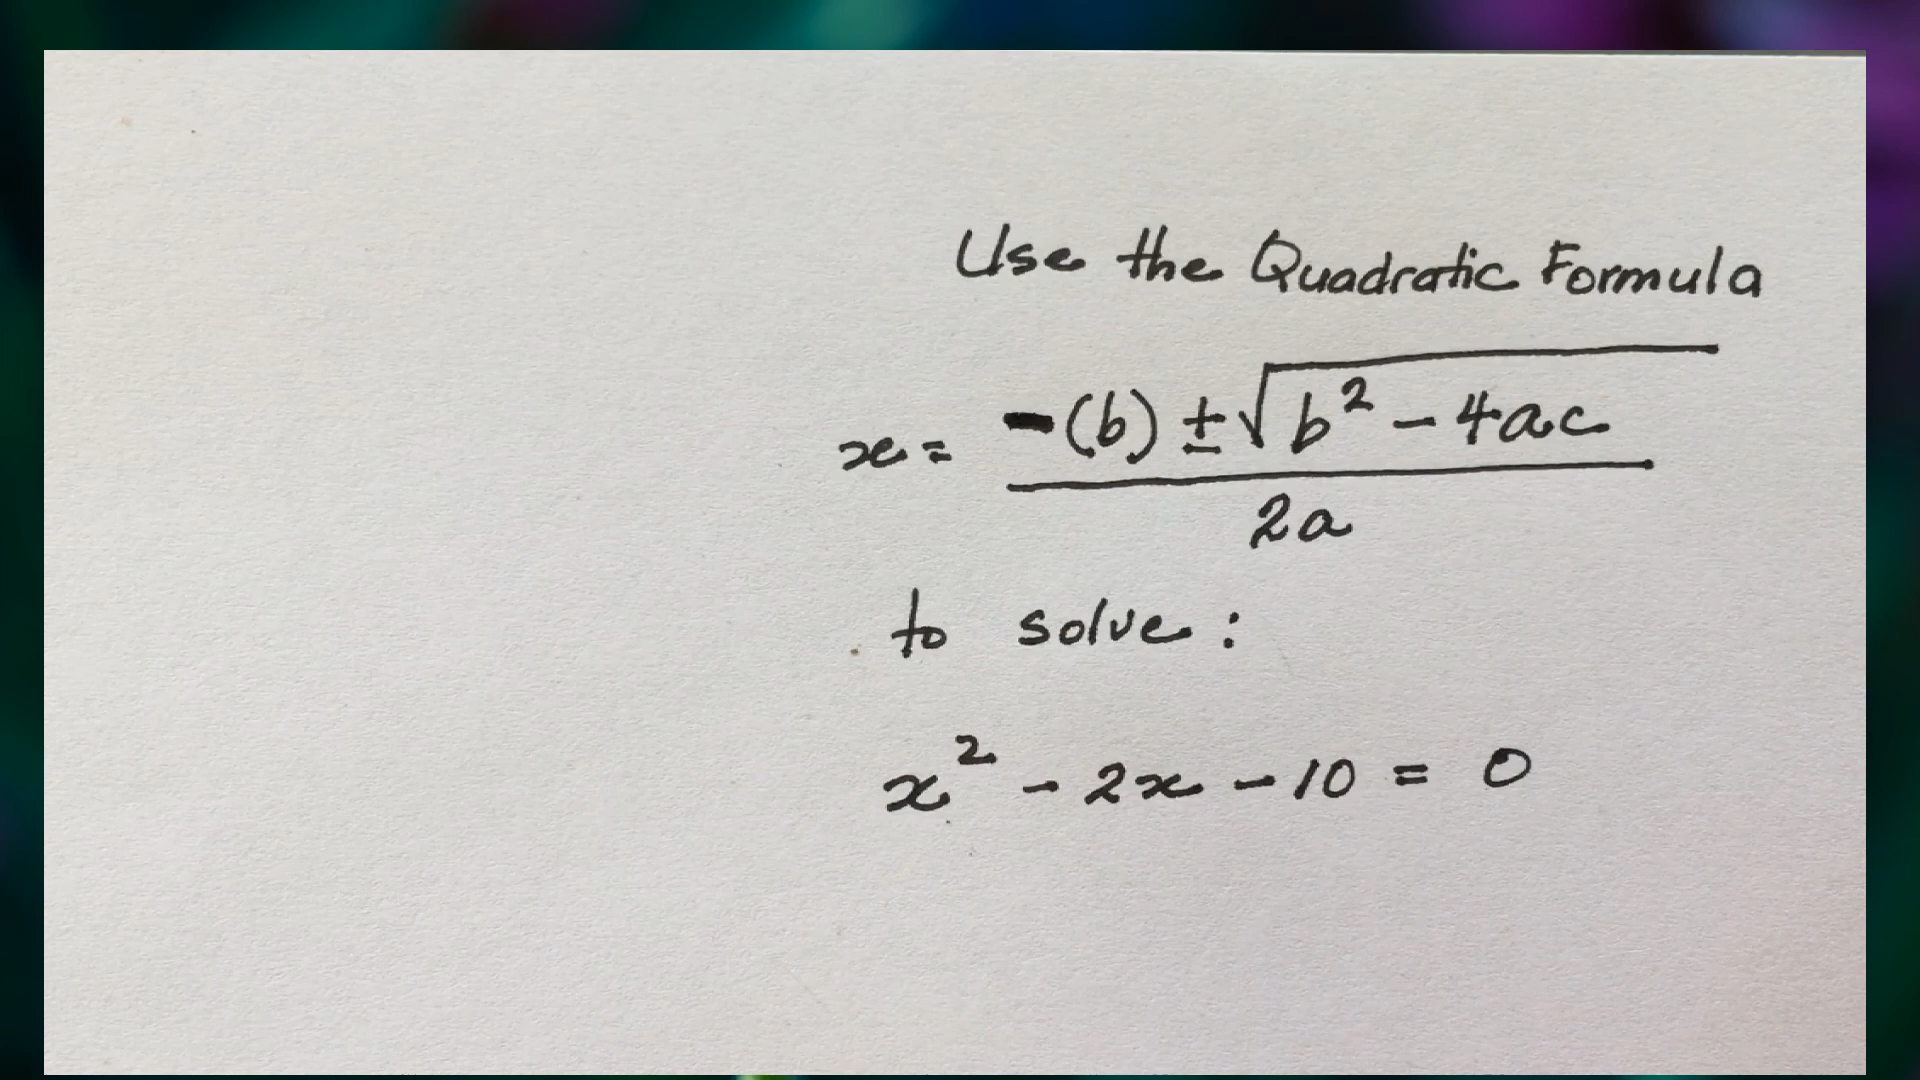 Use the Quadratic Formula
x = -(b) ± √b² - 4ac
2a
to solve :
x² - 2x - 10 = 0